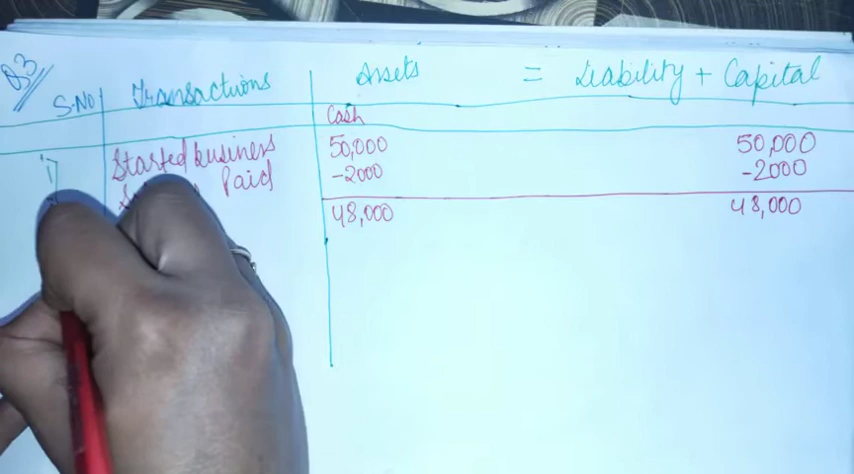 Q3
S.No Transactions Assets = Liability + Capital
Cash
i) Started business 50,000 50,000
Paid -2000 -2000
48,000 48,000